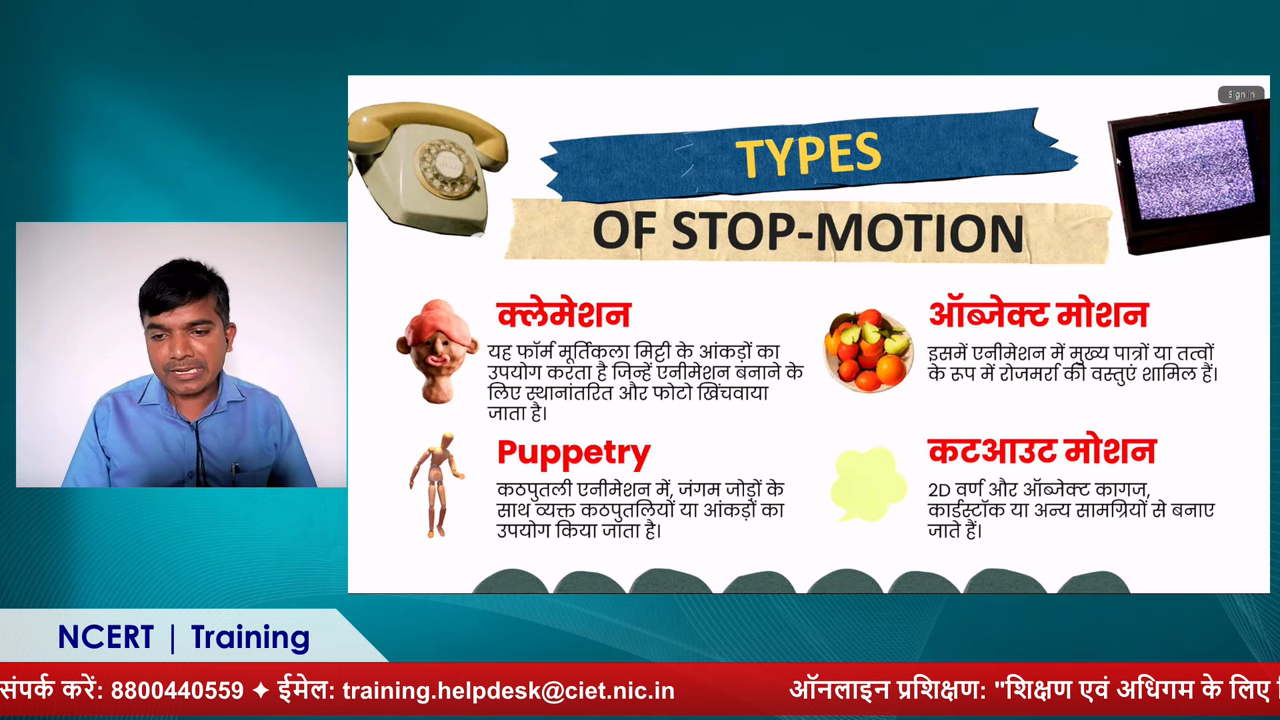 Sign in
TYPES
OF STOP-MOTION
क्लेमेशन
यह फॉर्म मूर्तिकला मिट्टी के आंकड़ों का
उपयोग करता है जिन्हें एनीमेशन बनाने के
लिए स्थानांतरित और फोटो खिंचवाया
जाता है।
ऑब्जेक्ट मोशन
इसमें एनीमेशन में मुख्य पात्रों या तत्वों
के रूप में रोजमर्रा की वस्तुएं शामिल हैं।
Puppetry
कठपुतली एनीमेशन में, जंगम जोड़ों के
साथ व्यक्त कठपुतलियों या आंकड़ों का
उपयोग किया जाता है।
कटआउट मोशन
2D वर्ण और ऑब्जेक्ट कागज,
कार्डस्टॉक या अन्य सामग्रियों से बनाए
जाते हैं।
NCERT | Training
संपर्क करें: 8800440559 ✦ ईमेल: training.helpdesk@ciet.nic.in ऑनलाइन प्रशिक्षण: "शिक्षण एवं अधिगम के लिए